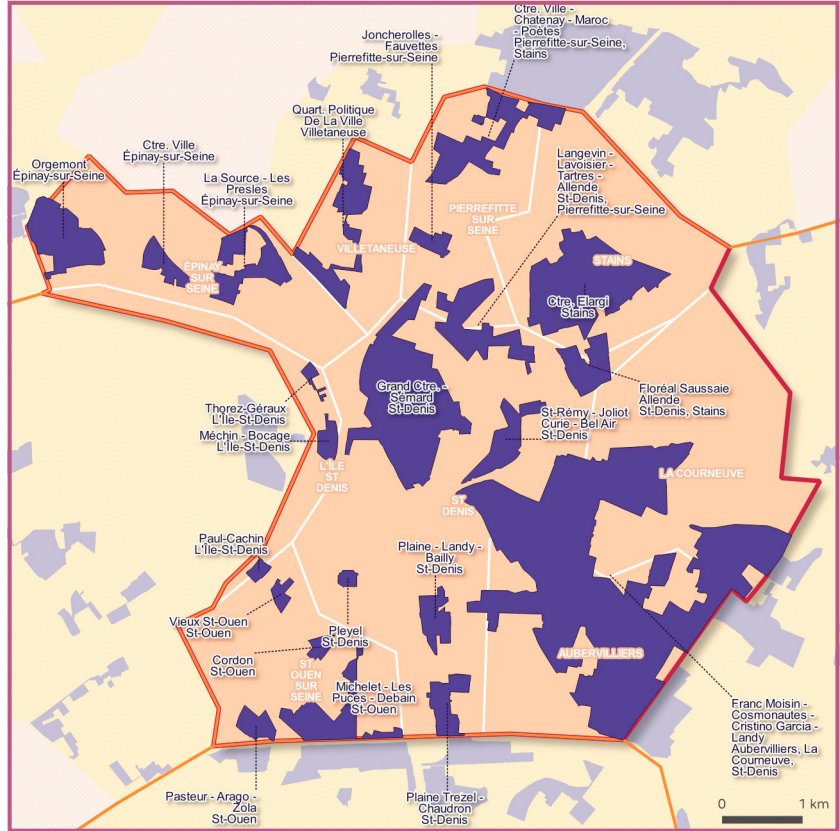 Ctre. Ville -
Chatenay - Maroc
- Poètes
Pierrefitte-sur-Seine,
Stains
Joncherolles -
Fauvettes
Pierrefitte-sur-Seine
Quart. Politique
De La Ville
Villetaneuse
Ctre. Ville
Épinay-sur-Seine
Orgemont
Épinay-sur-Seine
La Source - Les
Presles
Épinay-sur-Seine
Langevin -
Lavoisier -
Tartres -
Allende
St-Denis,
Pierrefitte-sur-Seine
PIERREFITTE
SUR
SEINE
VILLETANEUSE
STAINS
ÉPINAY
SUR
SEINE
Ctre. Elargi
Stains
Grand Ctre. -
Sémard
St-Denis
Floréal Saussaie
Allende
St-Denis, Stains
Thorez-Géraux
L'Île-St-Denis
St-Rémy - Joliot
Curie - Bel Air
St-Denis
Méchin - Bocage
L'Île-St-Denis
L'ÎLE
ST
DENIS
LA COURNEUVE
ST
DENIS
Paul-Cachin
L'Île-St-Denis
Plaine - Landy -
Bailly
St-Denis
Vieux St-Ouen
St-Ouen
Pleyel
St-Denis
Cordon
St-Ouen
ST
OUEN
SUR
SEINE
AUBERVILLIERS
Michelet - Les
Puces - Debain
St-Ouen
Franc Moisin -
Cosmonautes -
Cristino Garcia -
Landy
Aubervilliers, La
Courneuve,
St-Denis
Pasteur - Arago -
Zola
St-Ouen
Plaine Trezel -
Chaudron
St-Denis
0 1 km